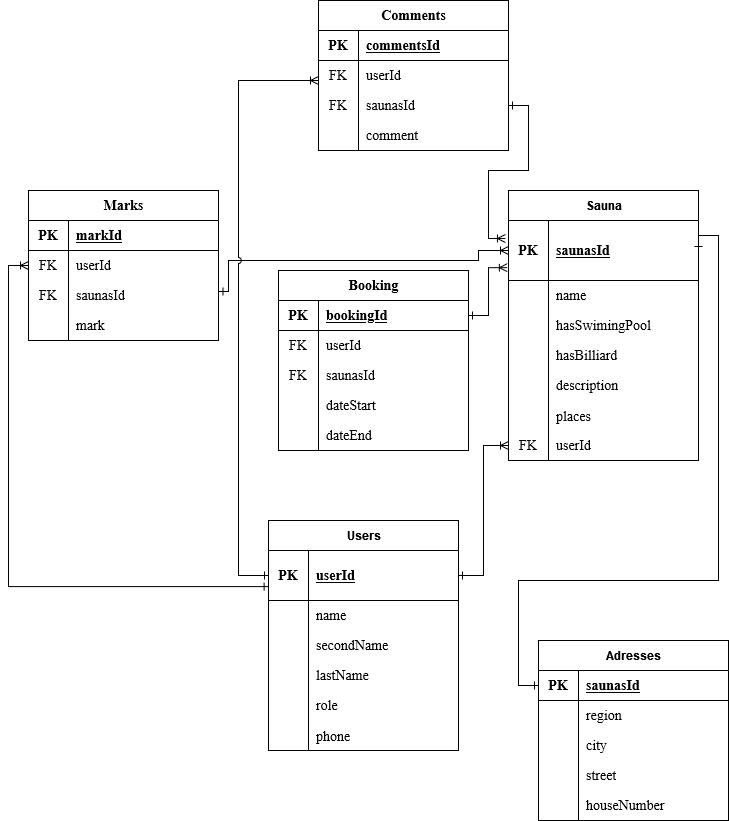 Comments
PK commentsId
FK userId
FK saunasId
comment
Marks
PK markId
FK userId
FK saunasId
mark
Sauna
PK saunasId
name
hasSwimingPool
hasBilliard
description
places
FK userId
Booking
PK bookingId
FK userId
FK saunasId
dateStart
dateEnd
Users
PK userId
name
secondName
lastName
role
phone
Adresses
PK saunasId
region
city
street
houseNumber